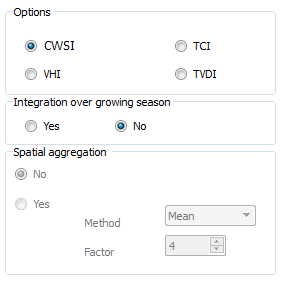 Options
CWSI TCI
VHI TVDI
Integration over growing season
Yes No
Spatial aggregation
No
Yes
Method Mean
Factor 4